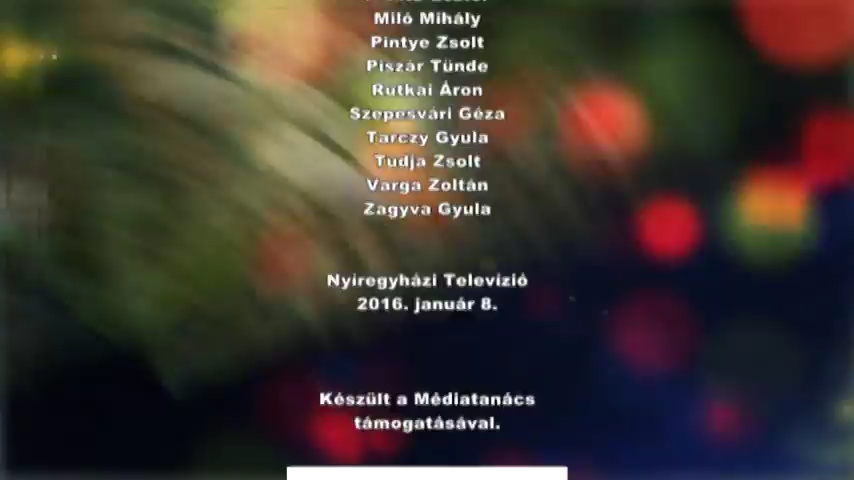 Miló Mihály
Pintye Zsolt
Piszár Tünde
Rutkai Áron
Szepesvári Géza
Tarczy Gyula
Tudja Zsolt
Varga Zoltán
Zagyva Gyula
Nyíregyházi Televízió
2016. január 8.
Készült a Médiatanács
támogatásával.